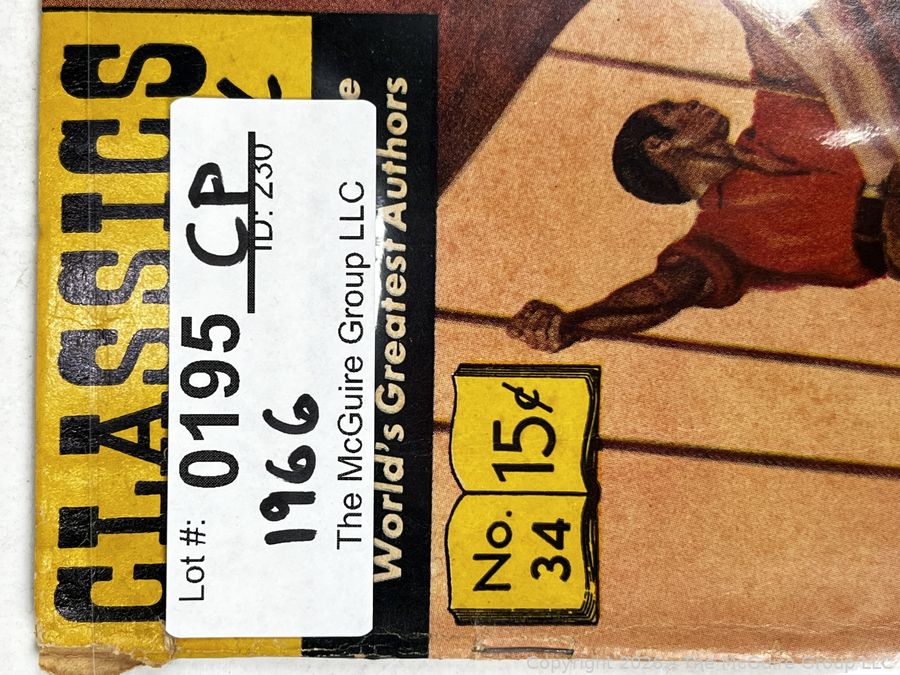 CLASSICS
World's Greatest Authors
Lot #: 0195 CP
ID: 230
1966
The McGuire Group LLC
No. 34
15¢
Copyright The McGuire Group LLC